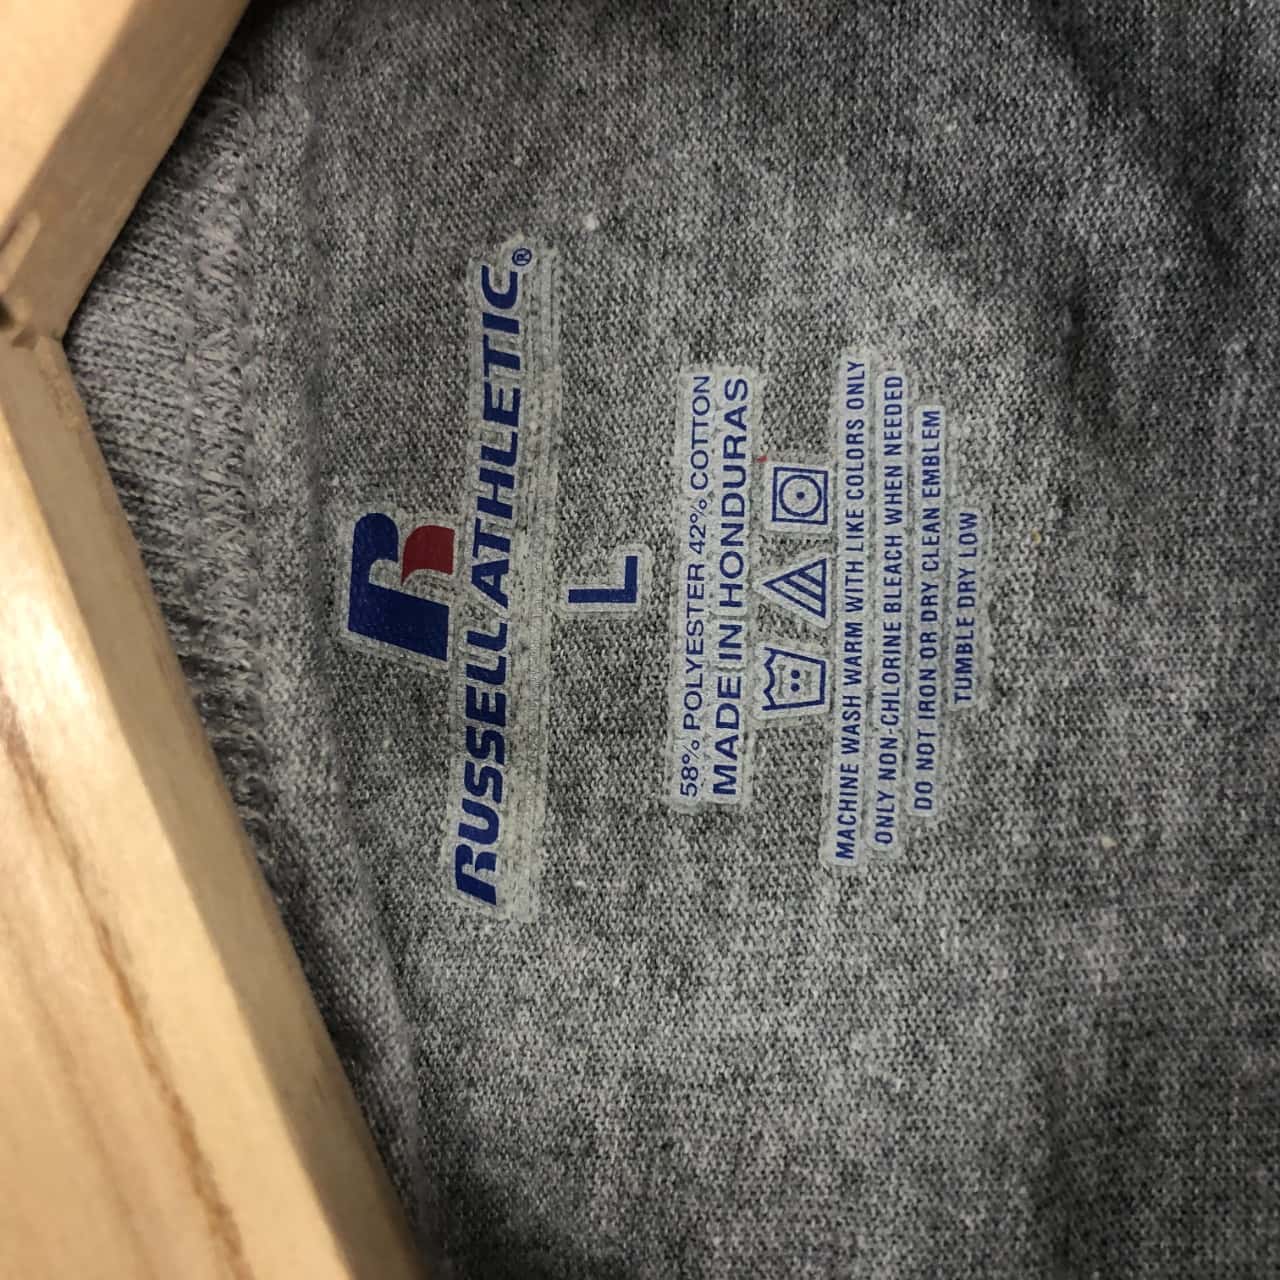 R
RUSSELL ATHLETIC®
L
58% POLYESTER 42% COTTON
MADE IN HONDURAS
MACHINE WASH WARM WITH LIKE COLORS ONLY
ONLY NON-CHLORINE BLEACH WHEN NEEDED
DO NOT IRON OR DRY CLEAN EMBLEM
TUMBLE DRY LOW